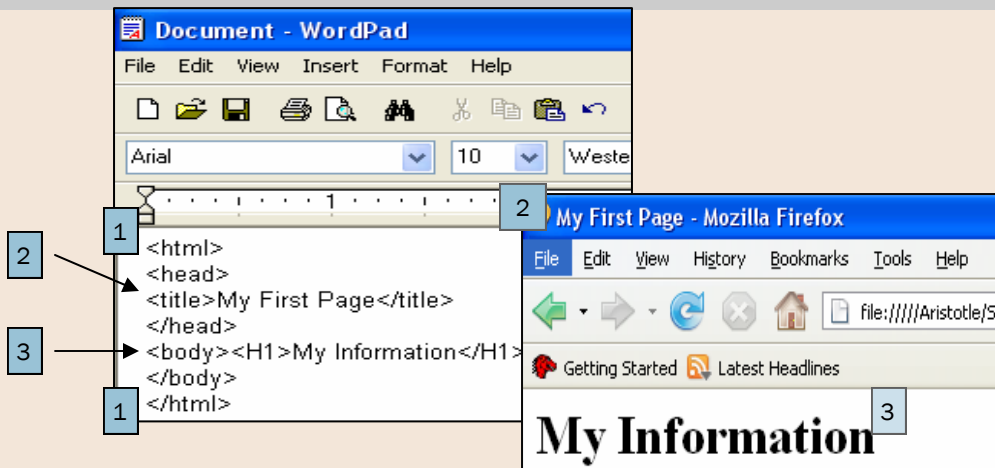 Document - WordPad
File Edit View Insert Format Help
Arial 10 Weste
1
1
2
<html>
<head>
<title>My First Page</title>
</head>
3
<body><H1>My Information</H1>
</body>
1
</html>
2
My First Page - Mozilla Firefox
File Edit View History Bookmarks Tools Help
file://///Aristotle/S
Getting Started Latest Headlines
3
My Information